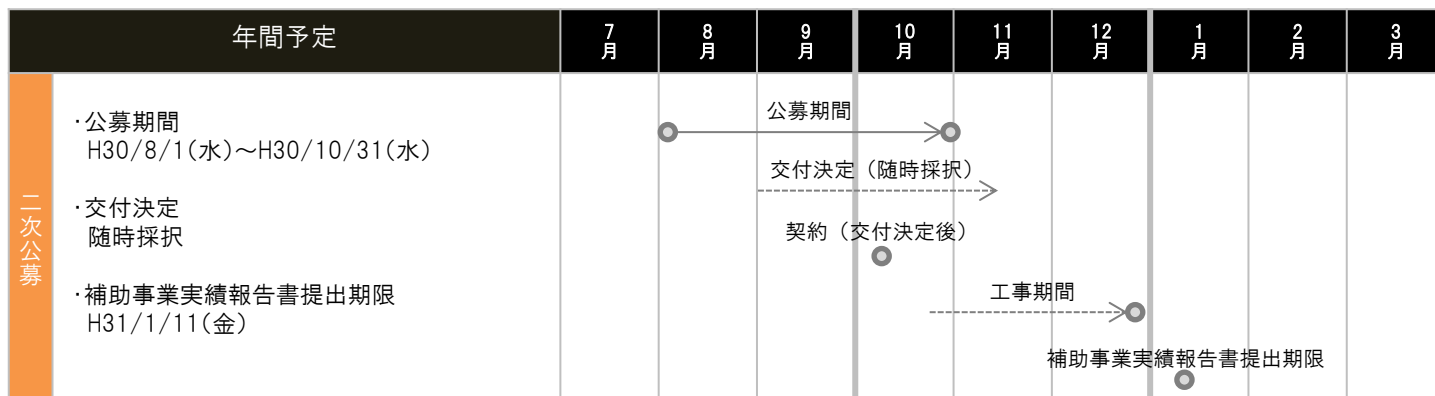 年間予定
7月
8月
9月
10月
11月
12月
1月
2月
3月
二次公募
・公募期間
H30/8/1(水)～H30/10/31(水)
・交付決定
随時採択
・補助事業実績報告書提出期限
H31/1/11(金)
公募期間
交付決定（随時採択）
契約（交付決定後）
工事期間
補助事業実績報告書提出期限